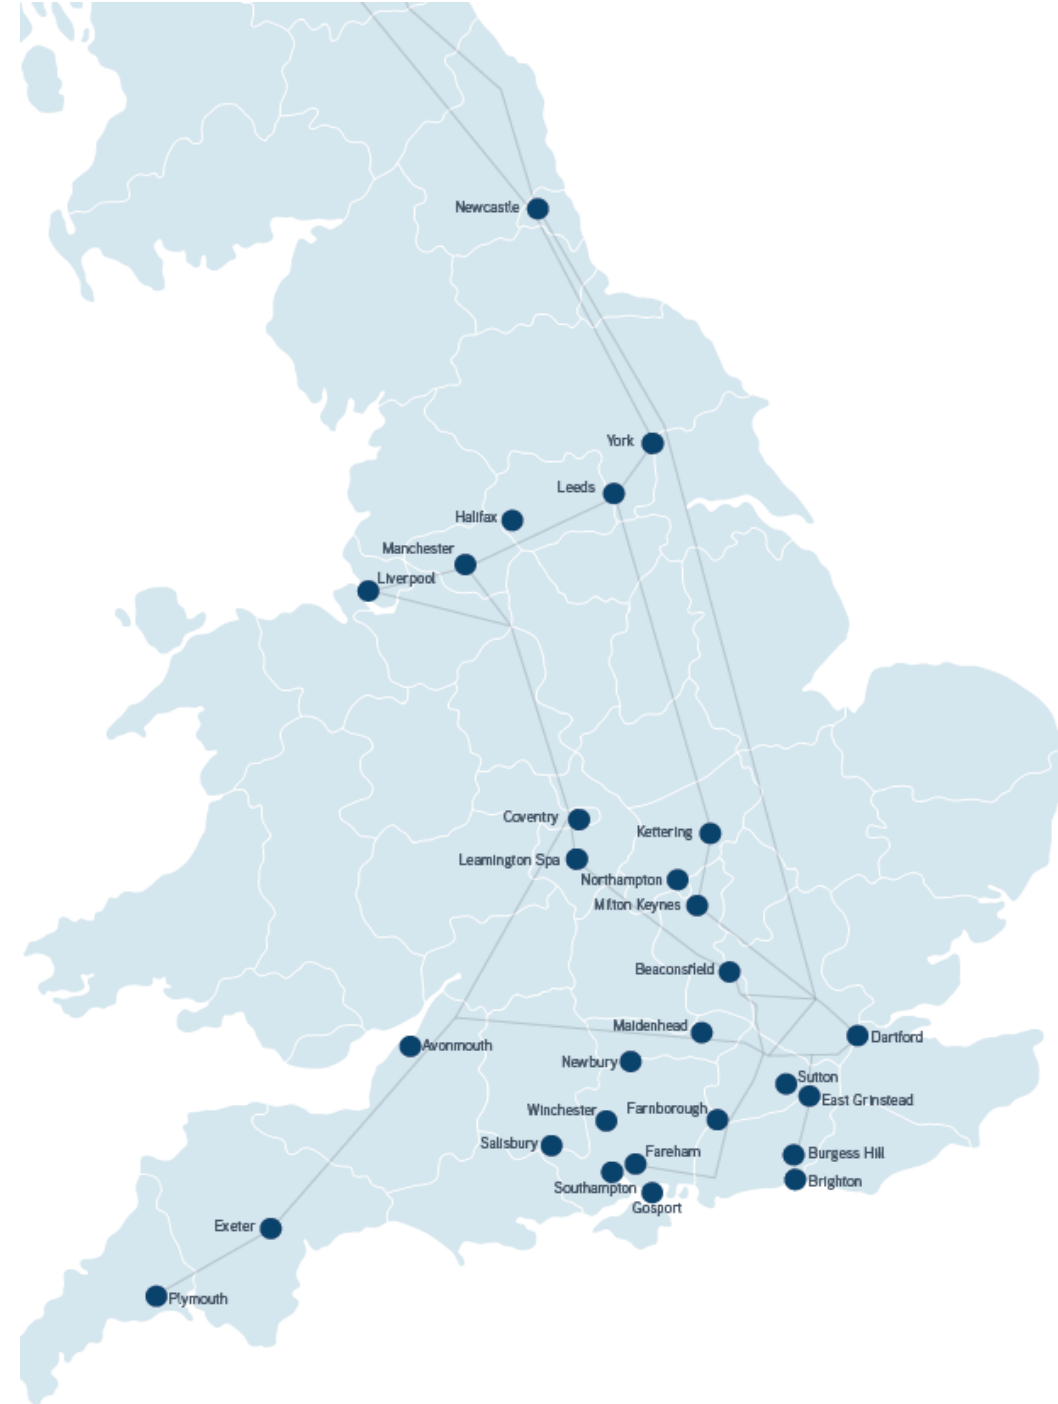 Newcastle
York
Leeds
Halifax
Manchester
Liverpool
Coventry
Kettering
Leamington Spa
Northampton
Milton Keynes
Beaconsfield
Maidenhead
Dartford
Avonmouth
Newbury
Sutton
East Grinstead
Winchester
Farnborough
Salisbury
Fareham
Burgess Hill
Brighton
Southampton
Gosport
Exeter
Plymouth